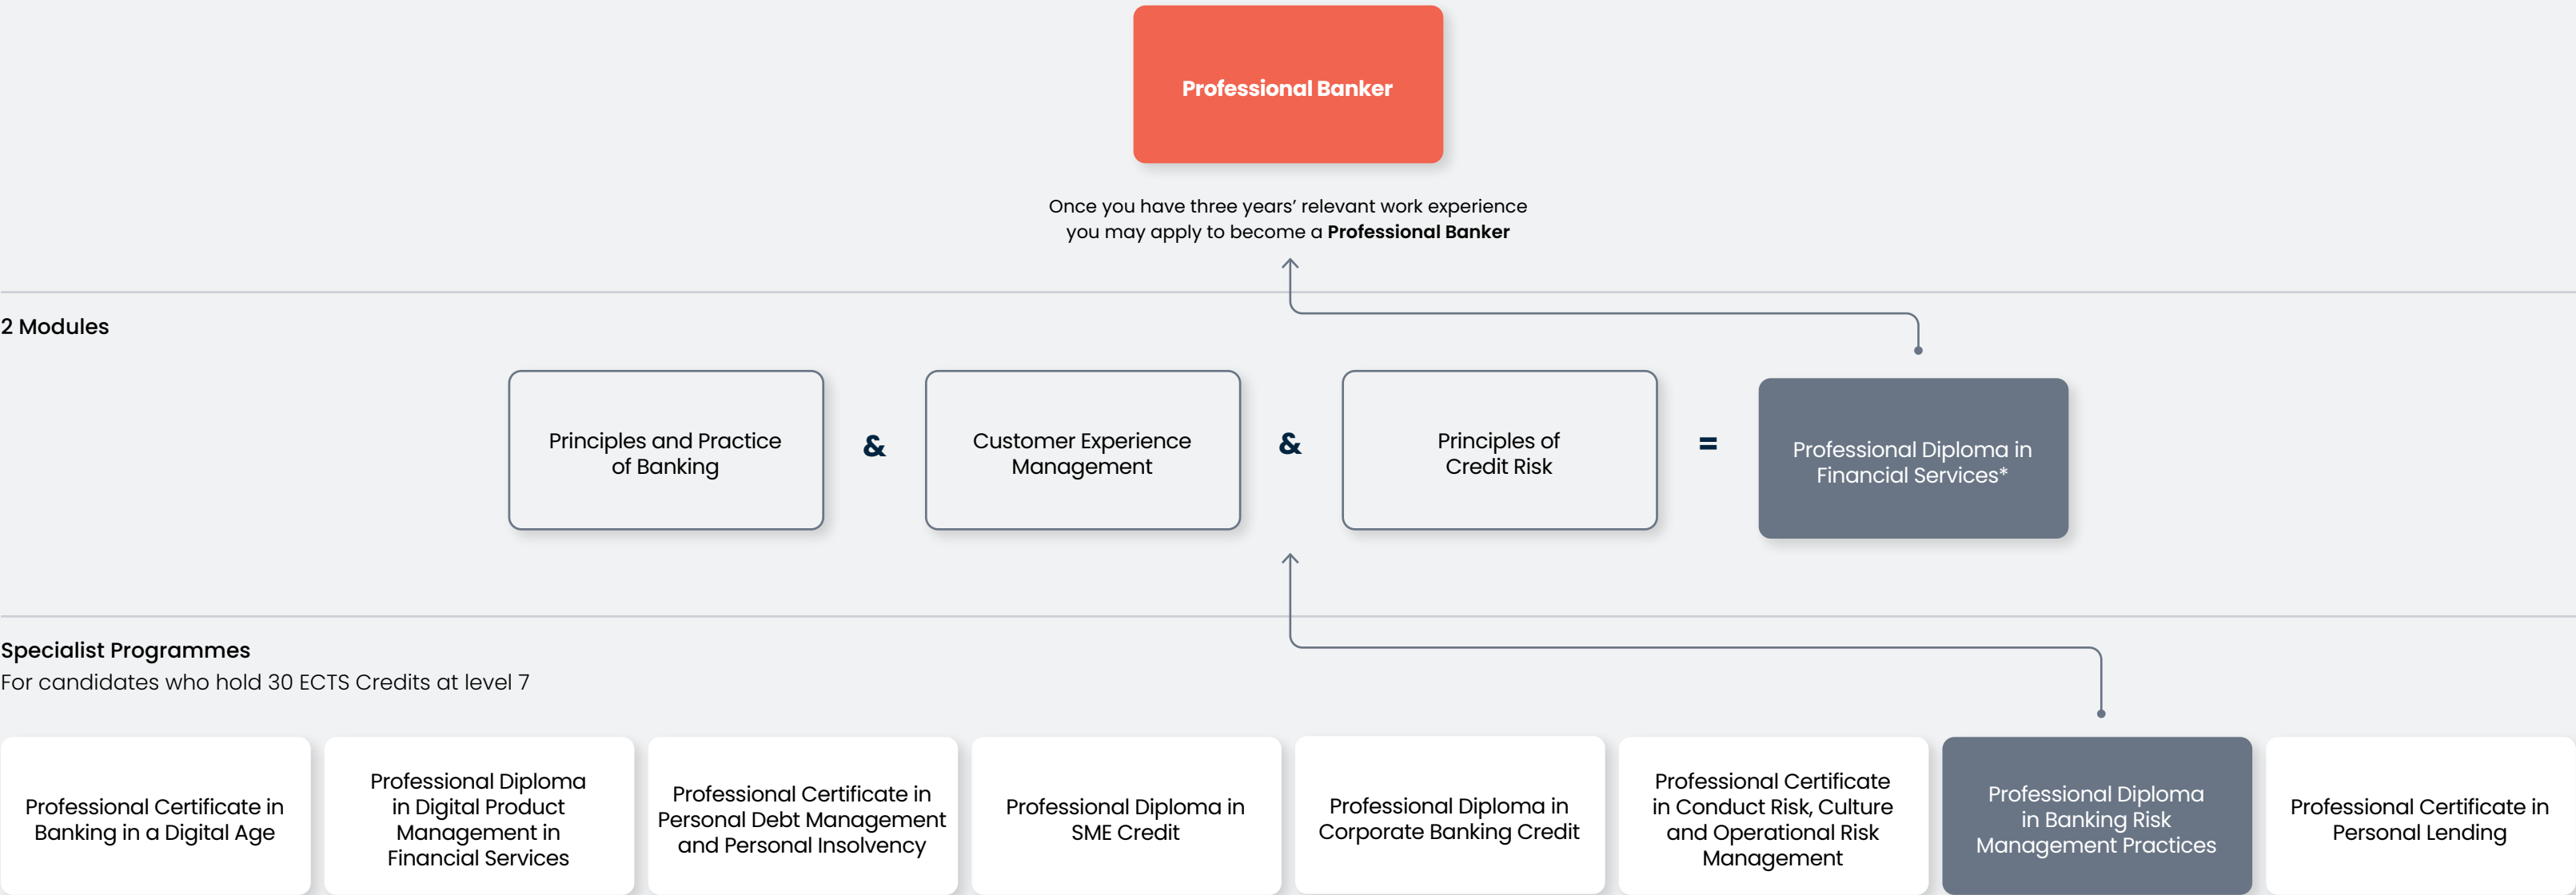 Professional Banker
Once you have three years’ relevant work experience
you may apply to become a Professional Banker
2 Modules
Principles and Practice
of Banking
&
Customer Experience
Management
&
Principles of
Credit Risk
=
Professional Diploma in
Financial Services*
Specialist Programmes
For candidates who hold 30 ECTS Credits at level 7
Professional Certificate in
Banking in a Digital Age
Professional Diploma
in Digital Product
Management in
Financial Services
Professional Certificate in
Personal Debt Management
and Personal Insolvency
Professional Diploma in
SME Credit
Professional Diploma in
Corporate Banking Credit
Professional Certificate
in Conduct Risk, Culture
and Operational Risk
Management
Professional Diploma
in Banking Risk
Management Practices
Professional Certificate in
Personal Lending